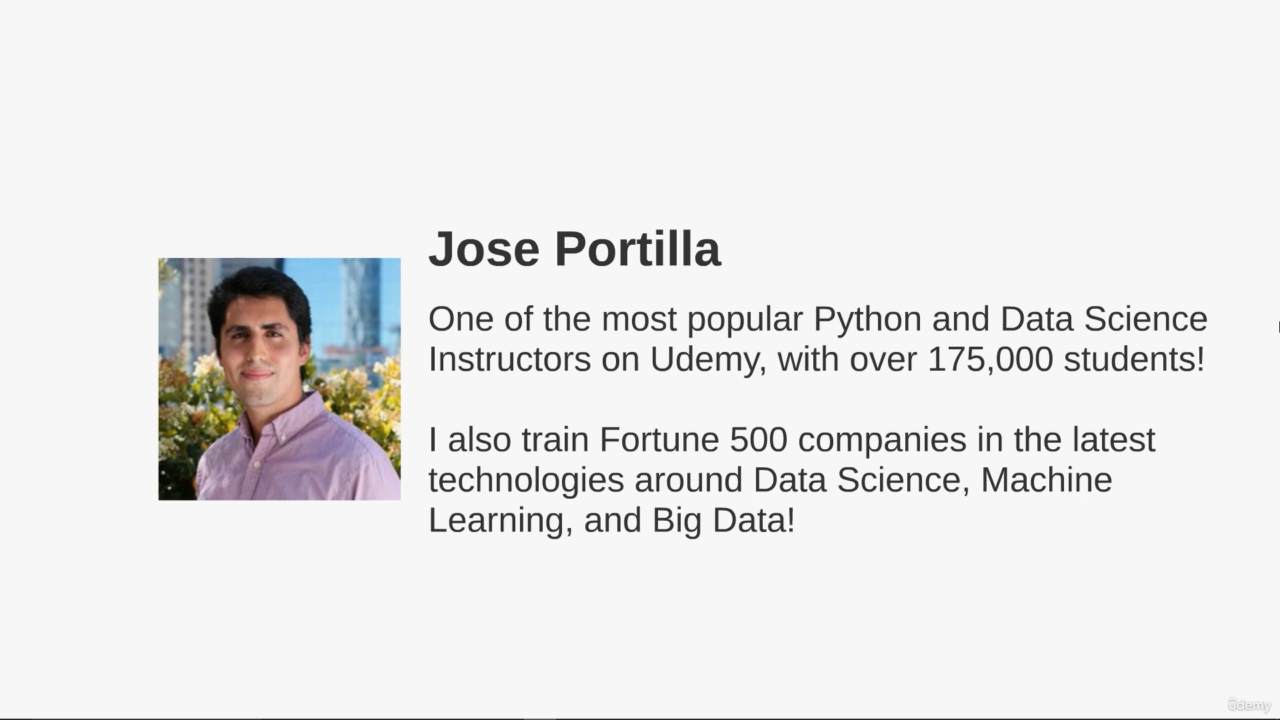 Jose Portilla
One of the most popular Python and Data Science
Instructors on Udemy, with over 175,000 students!
I also train Fortune 500 companies in the latest
technologies around Data Science, Machine
Learning, and Big Data!
ûdemy